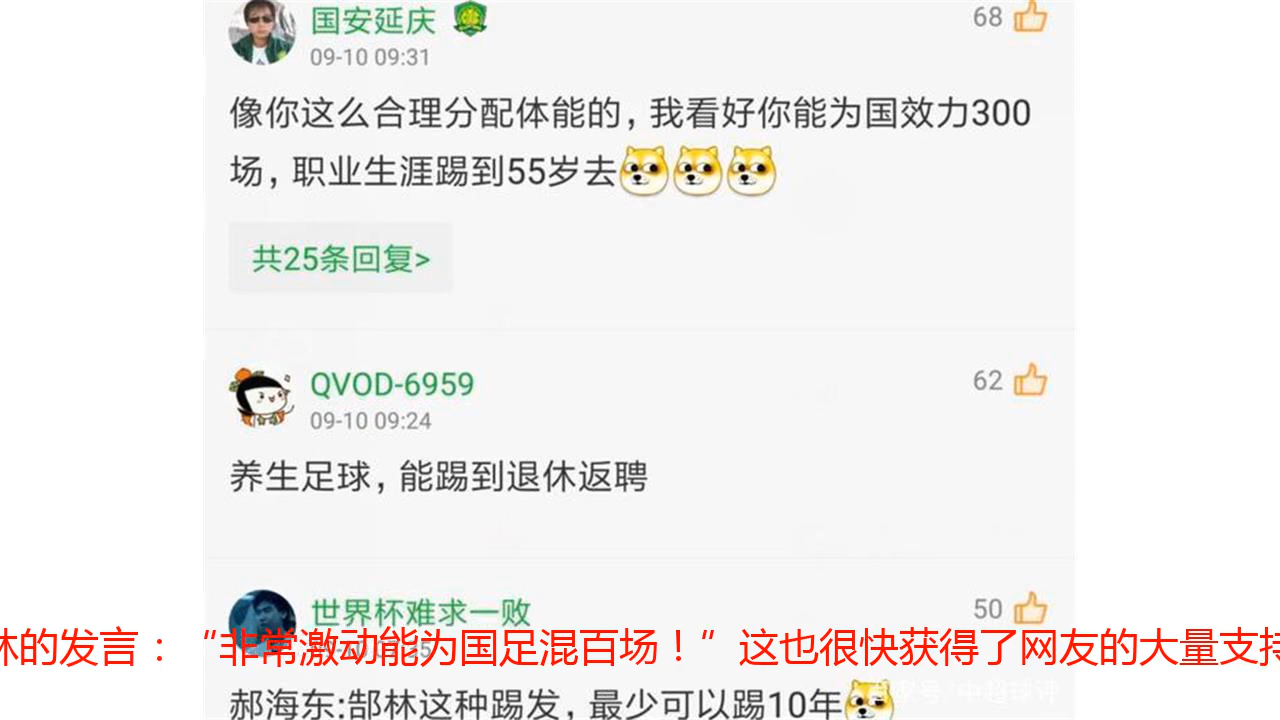 国安延庆
68
09-10 09:31
像你这么合理分配体能的，我看好你能为国效力300
场，职业生涯踢到55岁去
共25条回复>
QVOD-6959
62
09-10 09:24
养生足球，能踢到退休返聘
世界杯难求一败
50
林的发言：“非常激动能为国足混百场！”这也很快获得了网友的大量支持
郝海东:郜林这种踢发，最少可以踢10年